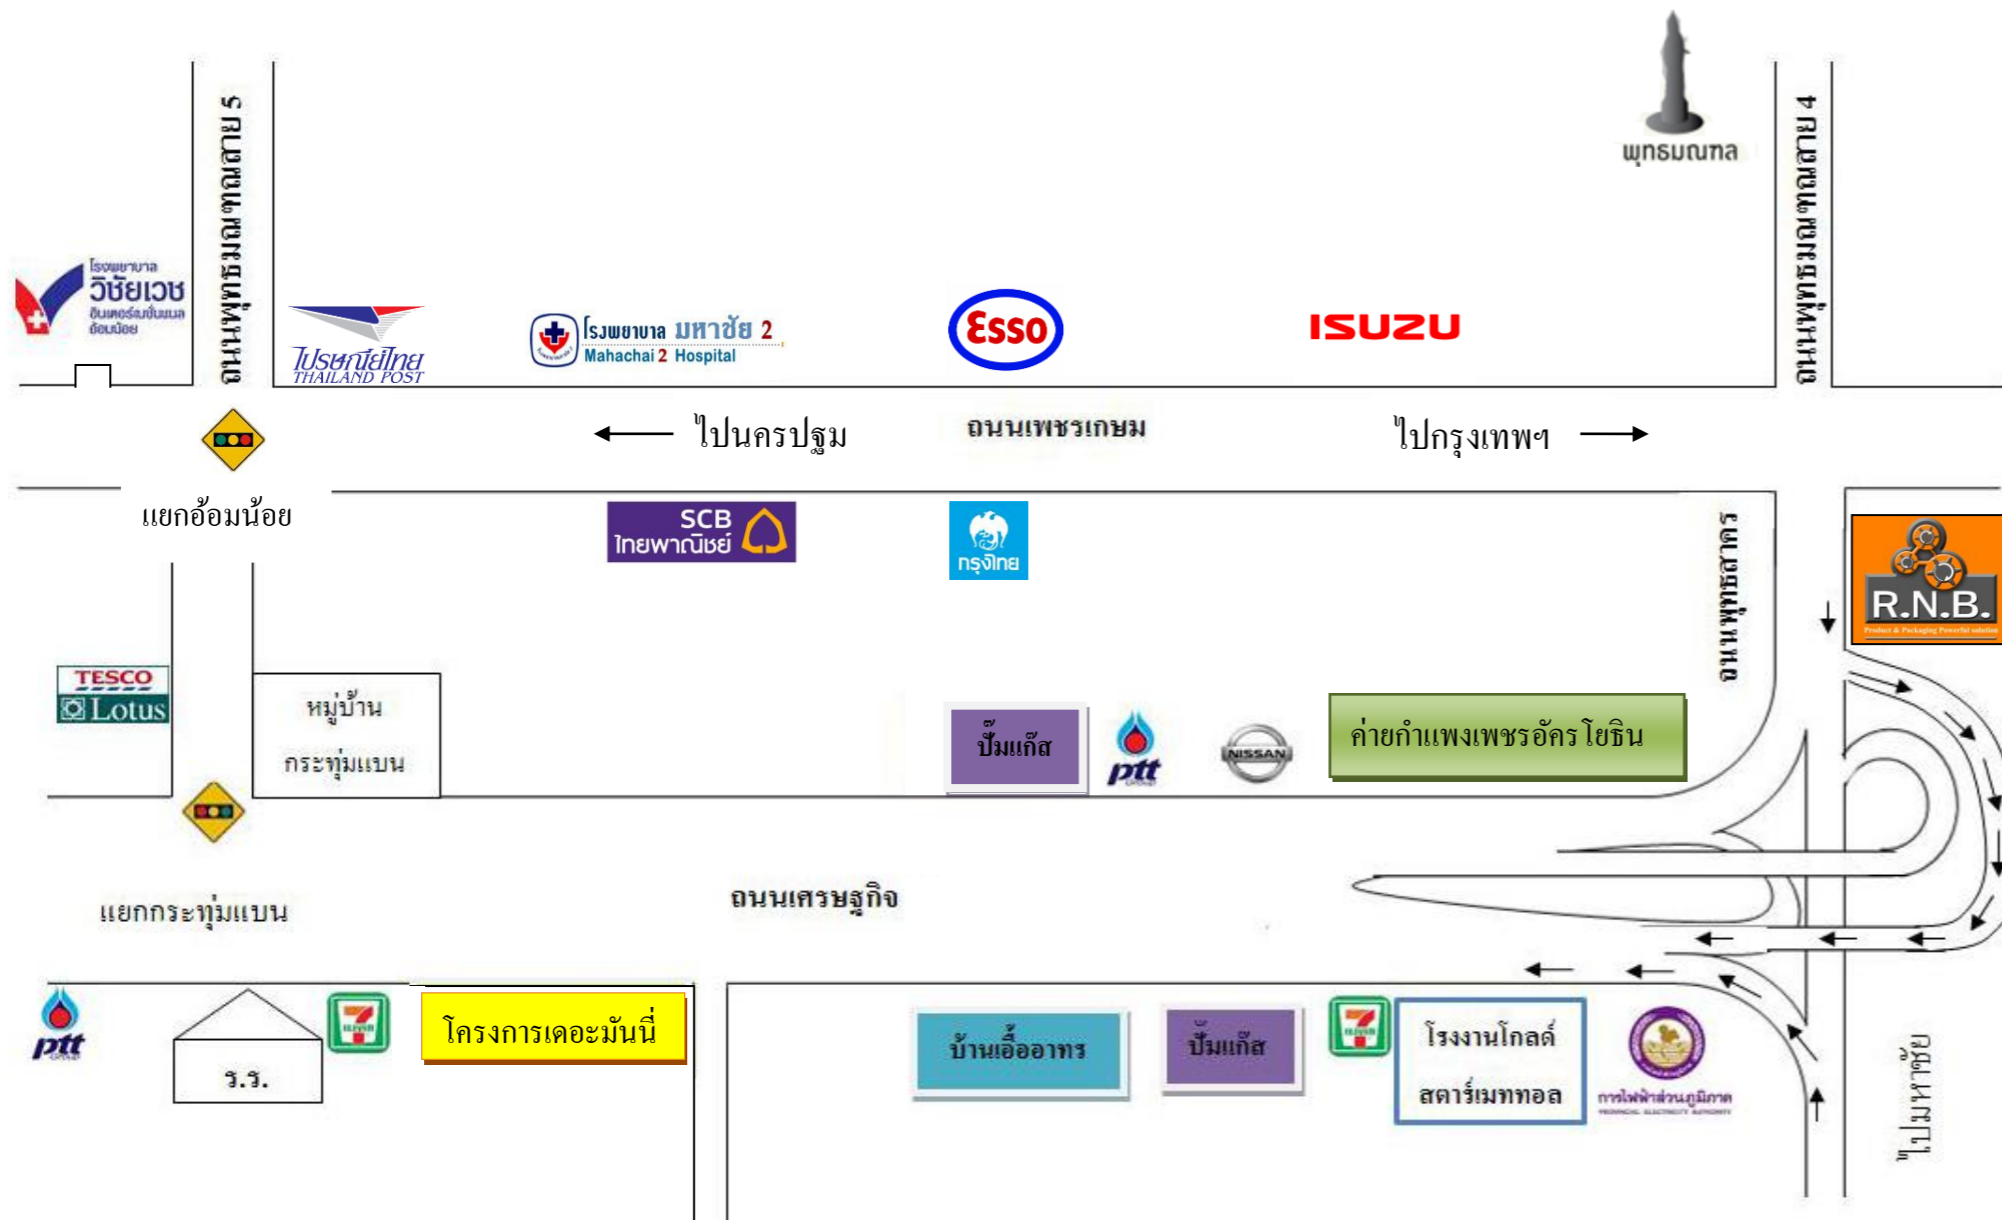 พุทธมณฑล
ถนนพุทธมณฑลสาย 5
ถนนพุทธมณฑลสาย 4
โรงพยาบาล
วิชัยเวช
อินเตอร์เนชั่นแนล
อ้อมน้อย
ไปรษณีย์ไทย
THAILAND POST
โรงพยาบาล มหาชัย 2
Mahachai 2 Hospital
Esso
ISUZU
ไปนครปฐม
ถนนเพชรเกษม
ไปกรุงเทพฯ
แยกอ้อมน้อย
SCB
ไทยพาณิชย์
กรุงไทย
ถนนพุทธสาคร
R.N.B.
Product & Packaging Powerful solution
TESCO
Lotus
หมู่บ้าน
กระทุ่มแบน
ปั๊มแก๊ส
ptt
GROUP
NISSAN
ค่ายกำแพงเพชรอัครโยธิน
แยกกระทุ่มแบน
ถนนเศรษฐกิจ
ptt
GROUP
ร.ร.
7
ELEVEN
โครงการเดอะมันนี่
บ้านเอื้ออาทร
ปั๊มแก๊ส
7
ELEVEN
โรงงานโกลด์
สตาร์เมททอล
การไฟฟ้าส่วนภูมิภาค
PROVINCIAL ELECTRICITY AUTHORITY
ไปมหาชัย